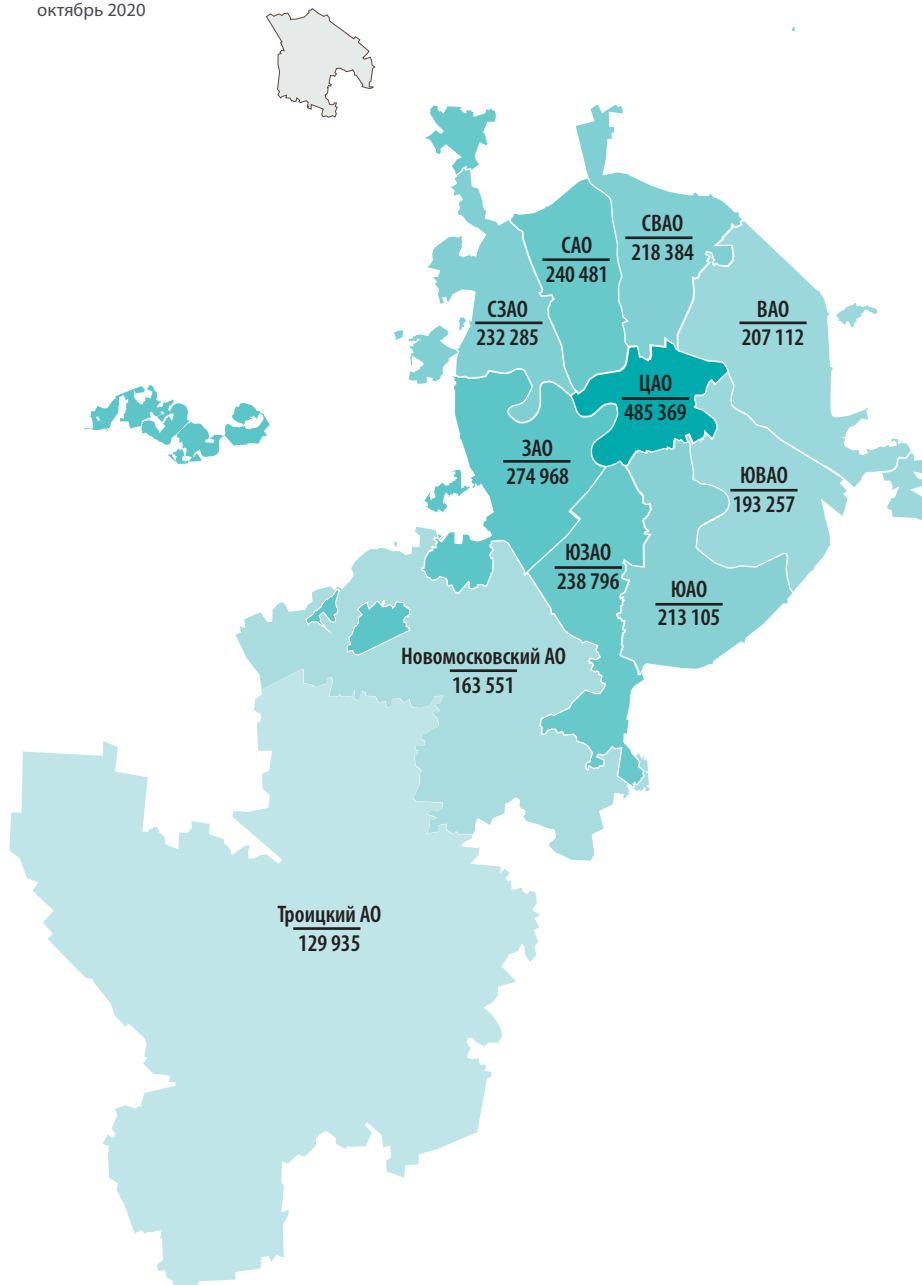 октябрь 2020
СВАО
218 384
САО
240 481
СЗАО
232 285
ВАО
207 112
ЦАО
485 369
ЗАО
274 968
ЮВАО
193 257
ЮЗАО
238 796
ЮАО
213 105
Новомосковский АО
163 551
Троицкий АО
129 935